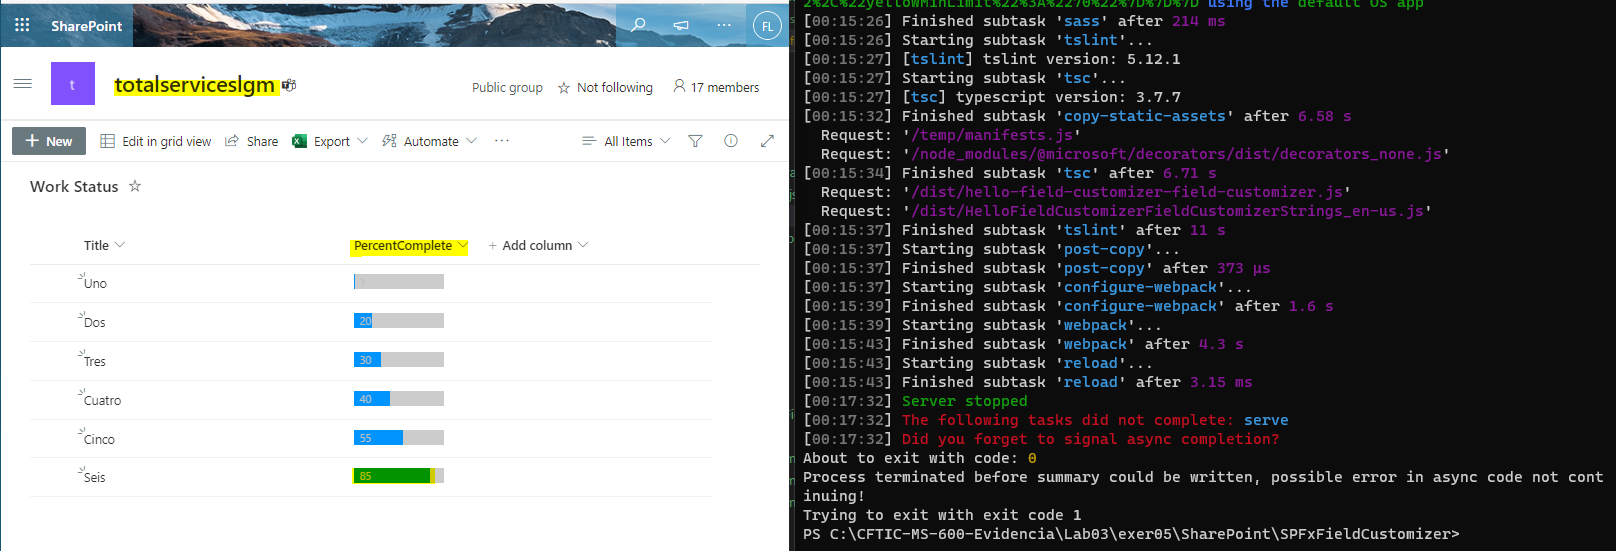 SharePoint
FL
t
totalserviceslgm
Public group
Not following
17 members
New
Edit in grid view
Share
Export
Automate
All Items
Work Status
Title
PercentComplete
+ Add column
Uno
Dos
20
Tres
30
Cuatro
40
Cinco
55
Seis
85
2%2C%22yellowMinLimit%22%3A%2270%22%7D%7D%7D using the default OS app
[00:15:26] Finished subtask 'sass' after 214 ms
[00:15:26] Starting subtask 'tslint'...
[00:15:27] [tslint] tslint version: 5.12.1
[00:15:27] Starting subtask 'tsc'...
[00:15:27] [tsc] typescript version: 3.7.7
[00:15:32] Finished subtask 'copy-static-assets' after 6.58 s
Request: '/temp/manifests.js'
Request: '/node_modules/@microsoft/decorators/dist/decorators_none.js'
[00:15:34] Finished subtask 'tsc' after 6.71 s
Request: '/dist/hello-field-customizer-field-customizer.js'
Request: '/dist/HelloFieldCustomizerFieldCustomizerStrings_en-us.js'
[00:15:37] Finished subtask 'tslint' after 11 s
[00:15:37] Starting subtask 'post-copy'...
[00:15:37] Finished subtask 'post-copy' after 373 μs
[00:15:37] Starting subtask 'configure-webpack'...
[00:15:39] Finished subtask 'configure-webpack' after 1.6 s
[00:15:39] Starting subtask 'webpack'...
[00:15:43] Finished subtask 'webpack' after 4.3 s
[00:15:43] Starting subtask 'reload'...
[00:15:43] Finished subtask 'reload' after 3.15 ms
[00:17:32] Server stopped
[00:17:32] The following tasks did not complete: serve
[00:17:32] Did you forget to signal async completion?
About to exit with code: 0
Process terminated before summary could be written, possible error in async code not cont
inuing!
Trying to exit with exit code 1
PS C:\CFTIC-MS-600-Evidencia\Lab03\exer05\SharePoint\SPFxFieldCustomizer>